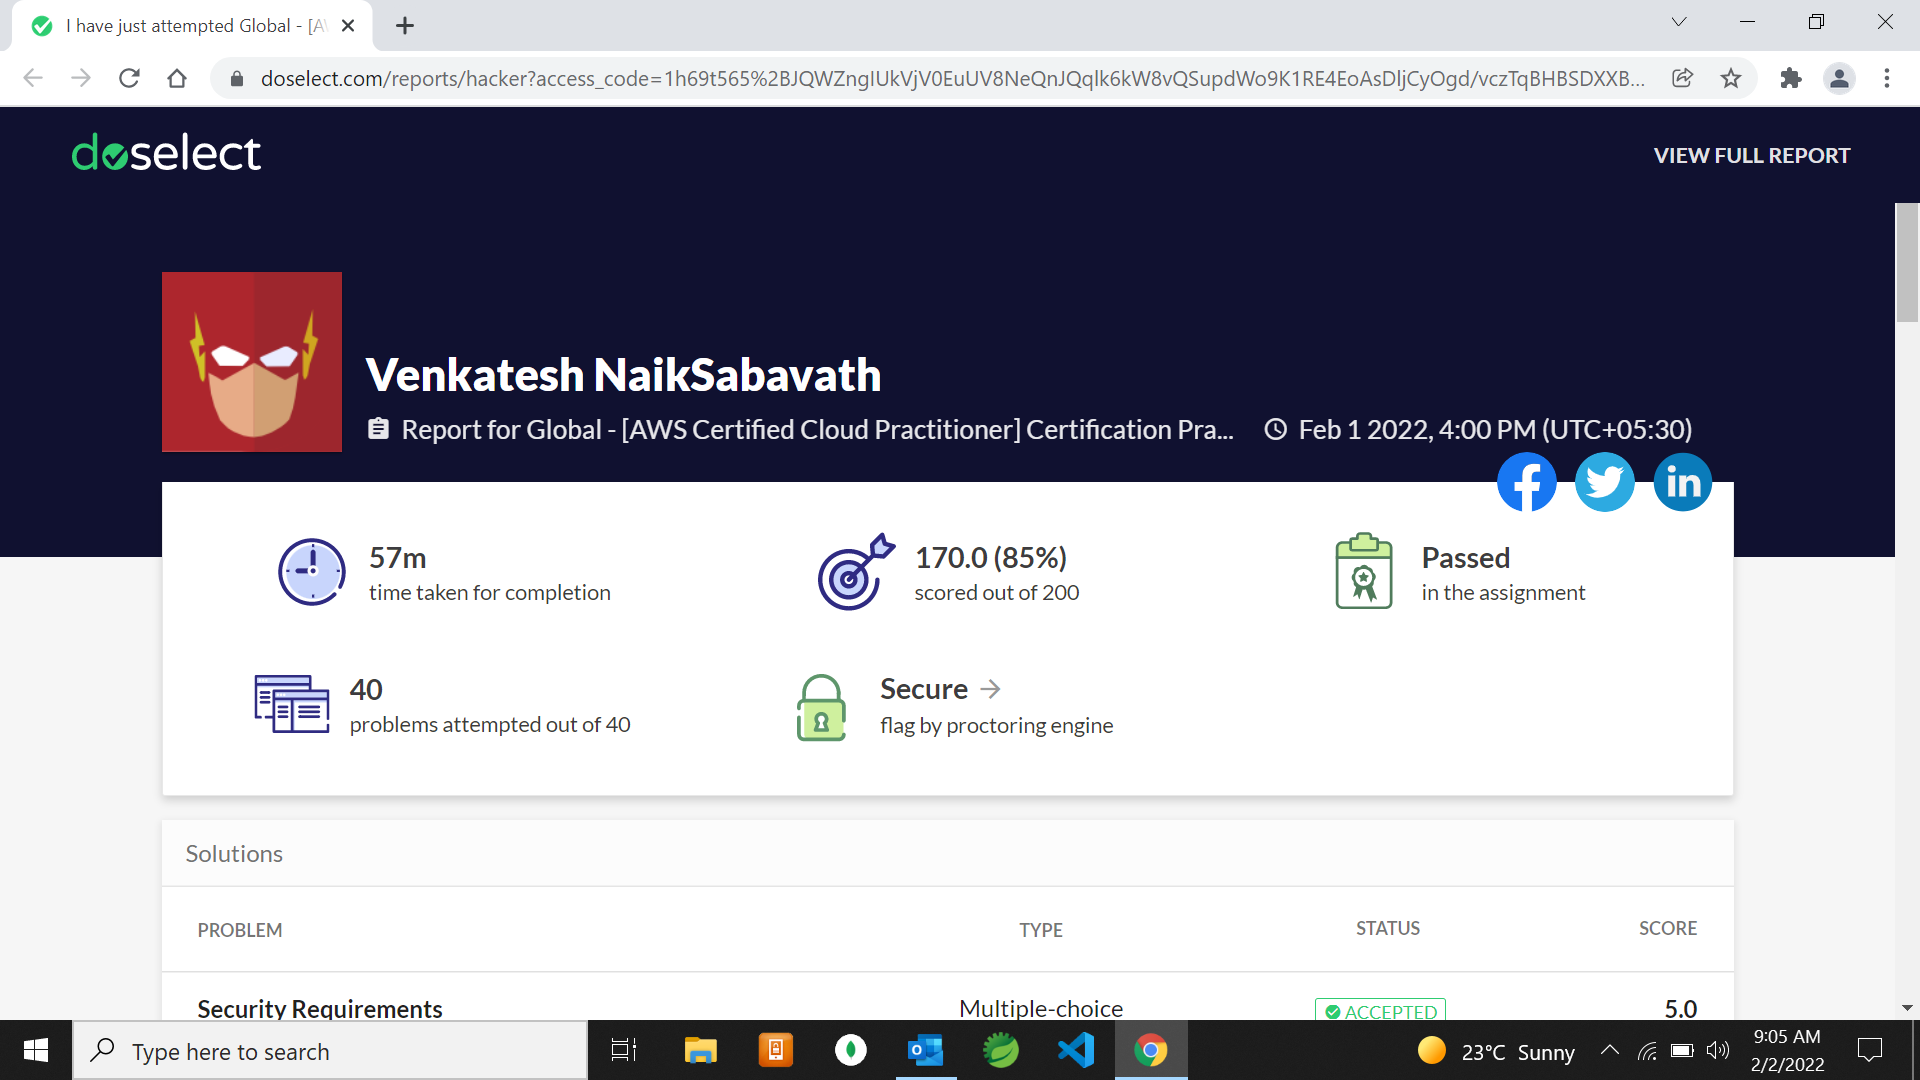 I have just attempted Global - [A
doselect.com/reports/hacker?access_code=1h69t565%2BJQWZngIUkVjV0EuUV8NeQnJQqlk6kW8vQSupdWo9K1RE4EoAsDljCyOgd/vczTqBHBSDXXB...
doselect
VIEW FULL REPORT
Venkatesh NaikSabavath
Report for Global - [AWS Certified Cloud Practitioner] Certification Pra...
Feb 1 2022, 4:00 PM (UTC+05:30)
57m
time taken for completion
170.0 (85%)
scored out of 200
Passed
in the assignment
40
problems attempted out of 40
Secure
flag by proctoring engine
Solutions
PROBLEM TYPE STATUS SCORE
Security Requirements Multiple-choice ACCEPTED 5.0
Type here to search
23°C Sunny
9:05 AM
2/2/2022